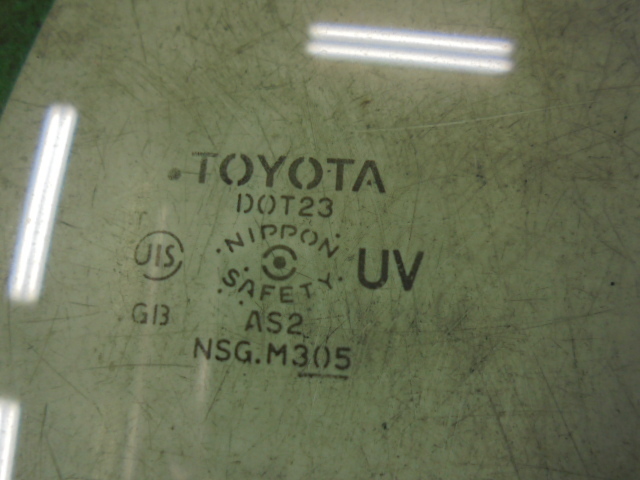 TOYOTA
DOT23
NIPPON
JIS
UV
SAFETY
GB
AS2
NSG.M305